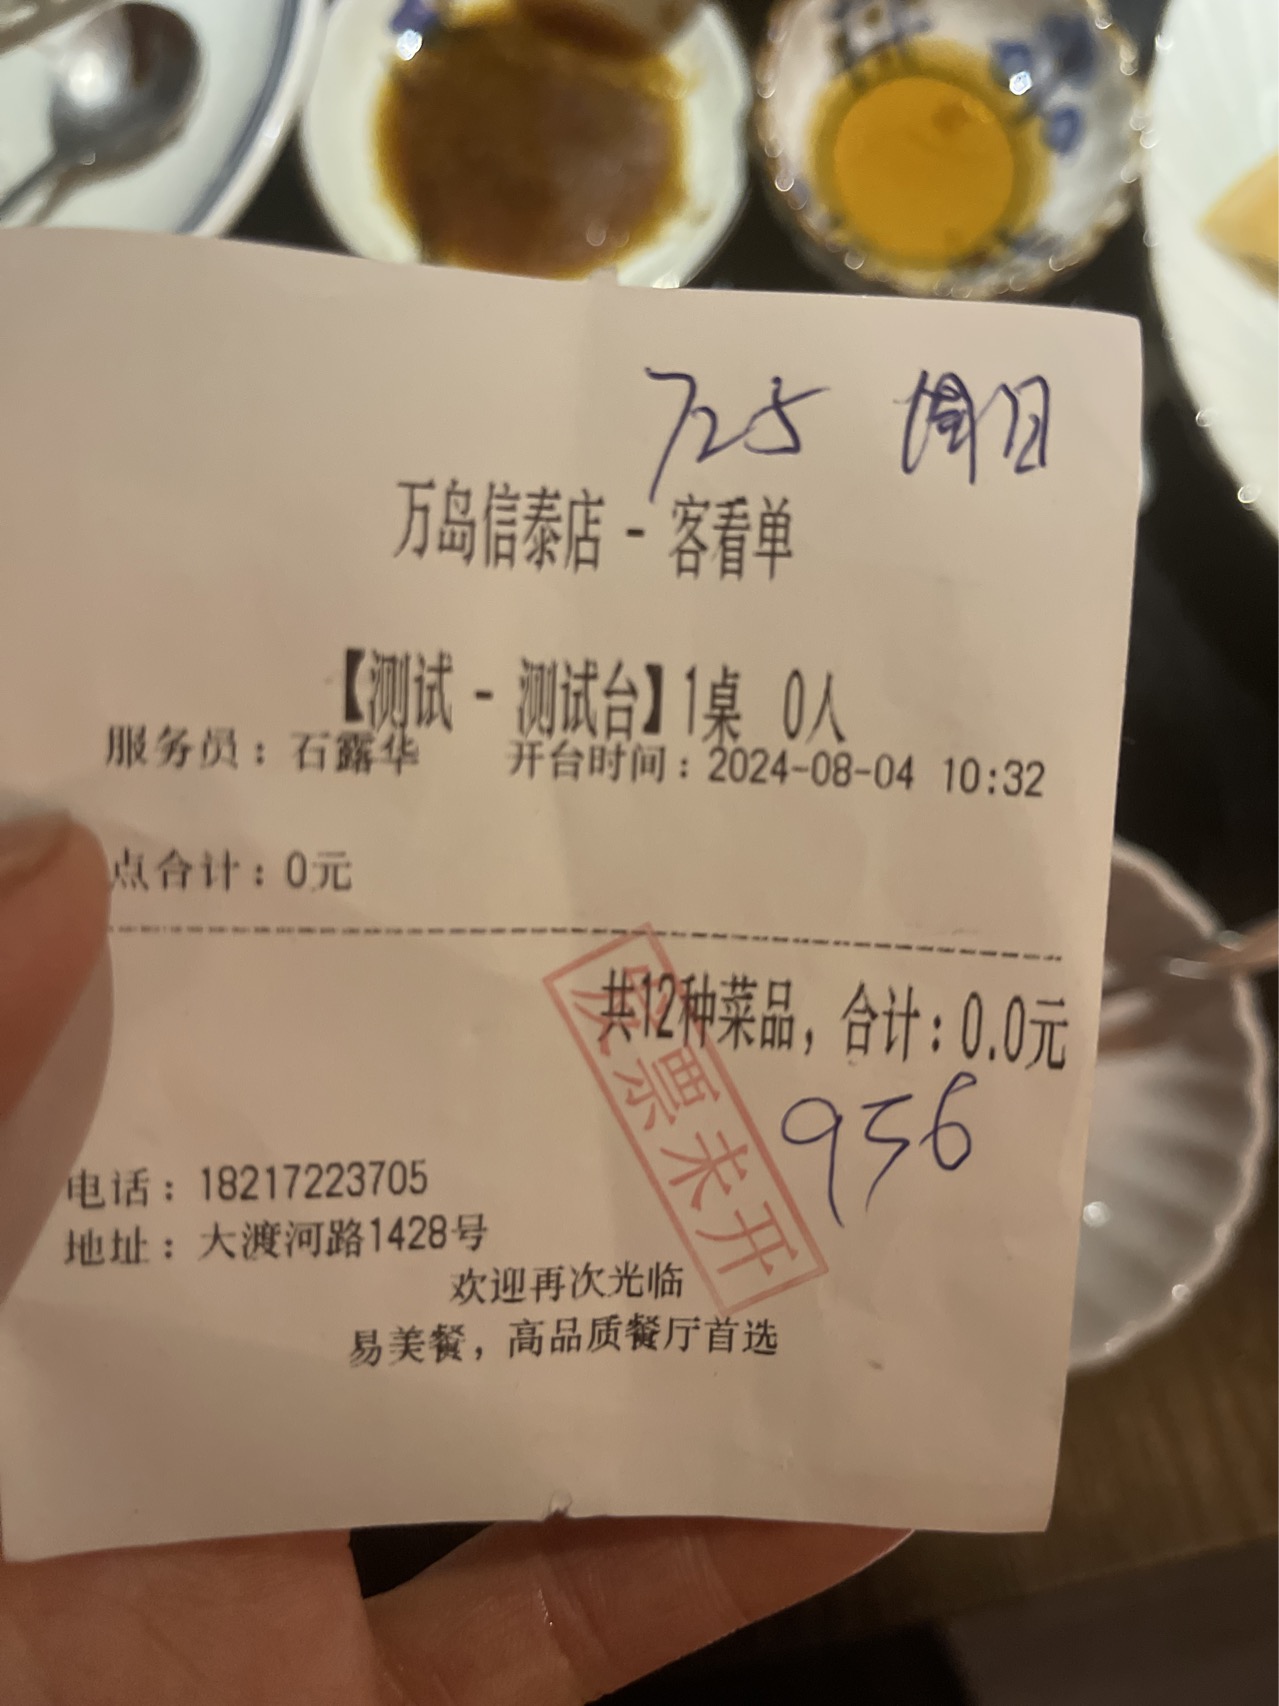 725 周日
万岛信泰店 - 客看单
【测试 - 测试台】1桌 0人
服务员：石露华 开台时间：2024-08-04 10:32
点合计：0元
共12种菜品，合计：0.0元
发票未开
956
电话：18217223705
地址：大渡河路1428号
欢迎再次光临
易美餐，高品质餐厅首选